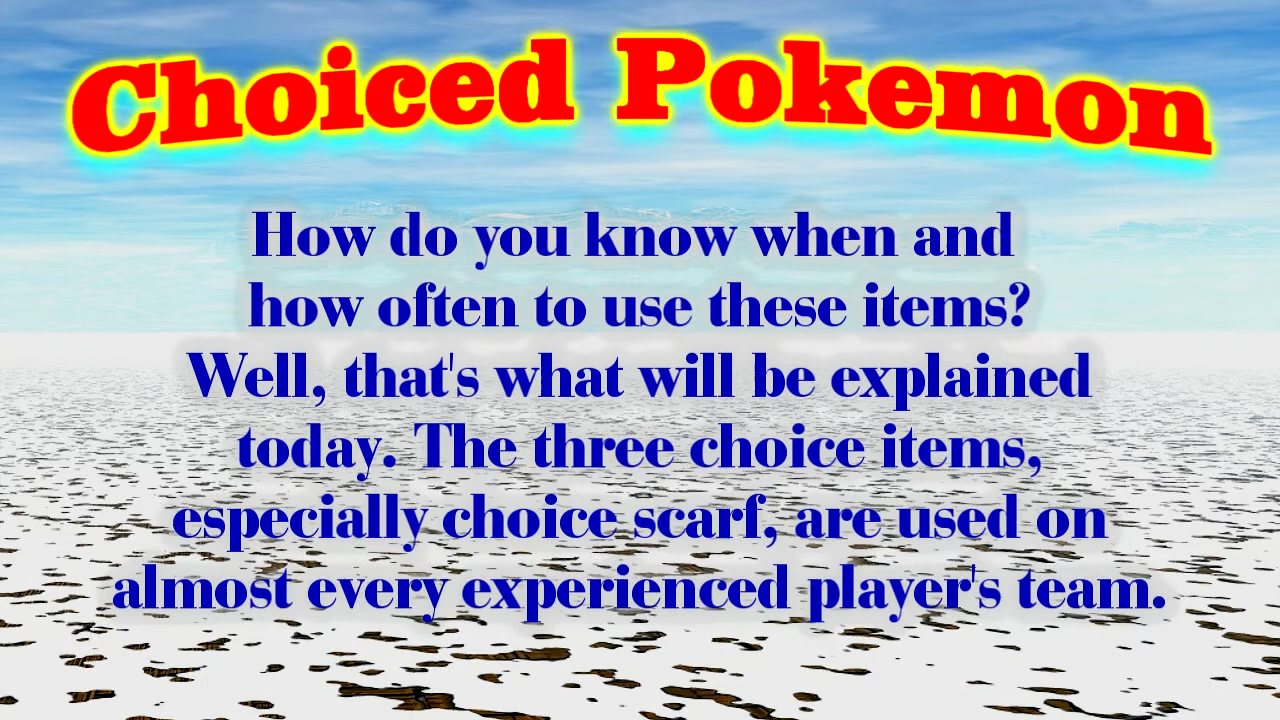 Choiced Pokemon
How do you know when and
how often to use these items?
Well, that's what will be explained
today. The three choice items,
especially choice scarf, are used on
almost every experienced player's team.